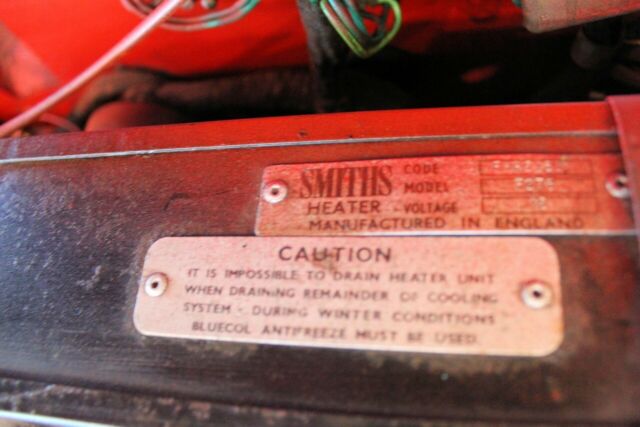 SMITHS CODE
MODEL
HEATER - VOLTAGE
MANUFACTURED IN ENGLAND
CAUTION
IT IS IMPOSSIBLE TO DRAIN HEATER UNIT
WHEN DRAINING REMAINDER OF COOLING
SYSTEM - DURING WINTER CONDITIONS
BLUECOL ANTIFREEZE MUST BE USED.